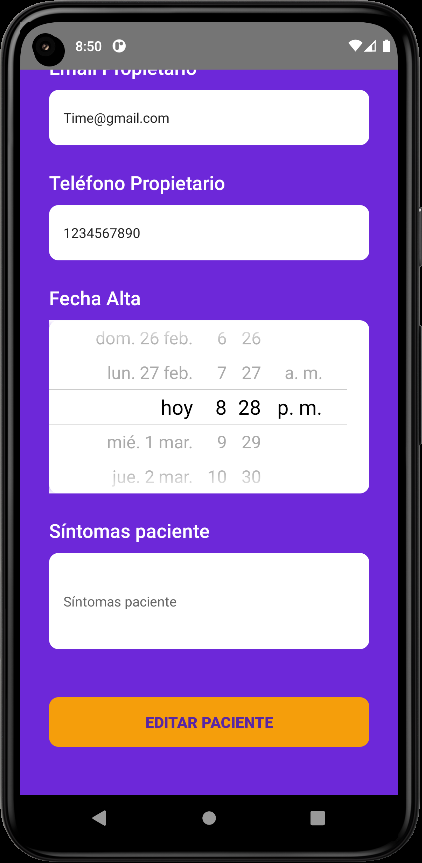 8:50
Email Propietario
Time@gmail.com
Teléfono Propietario
1234567890
Fecha Alta
dom. 26 feb. 6 26
lun. 27 feb. 7 27 a. m.
hoy 8 28 p. m.
mié. 1 mar. 9 29
jue. 2 mar. 10 30
Síntomas paciente
Síntomas paciente
EDITAR PACIENTE